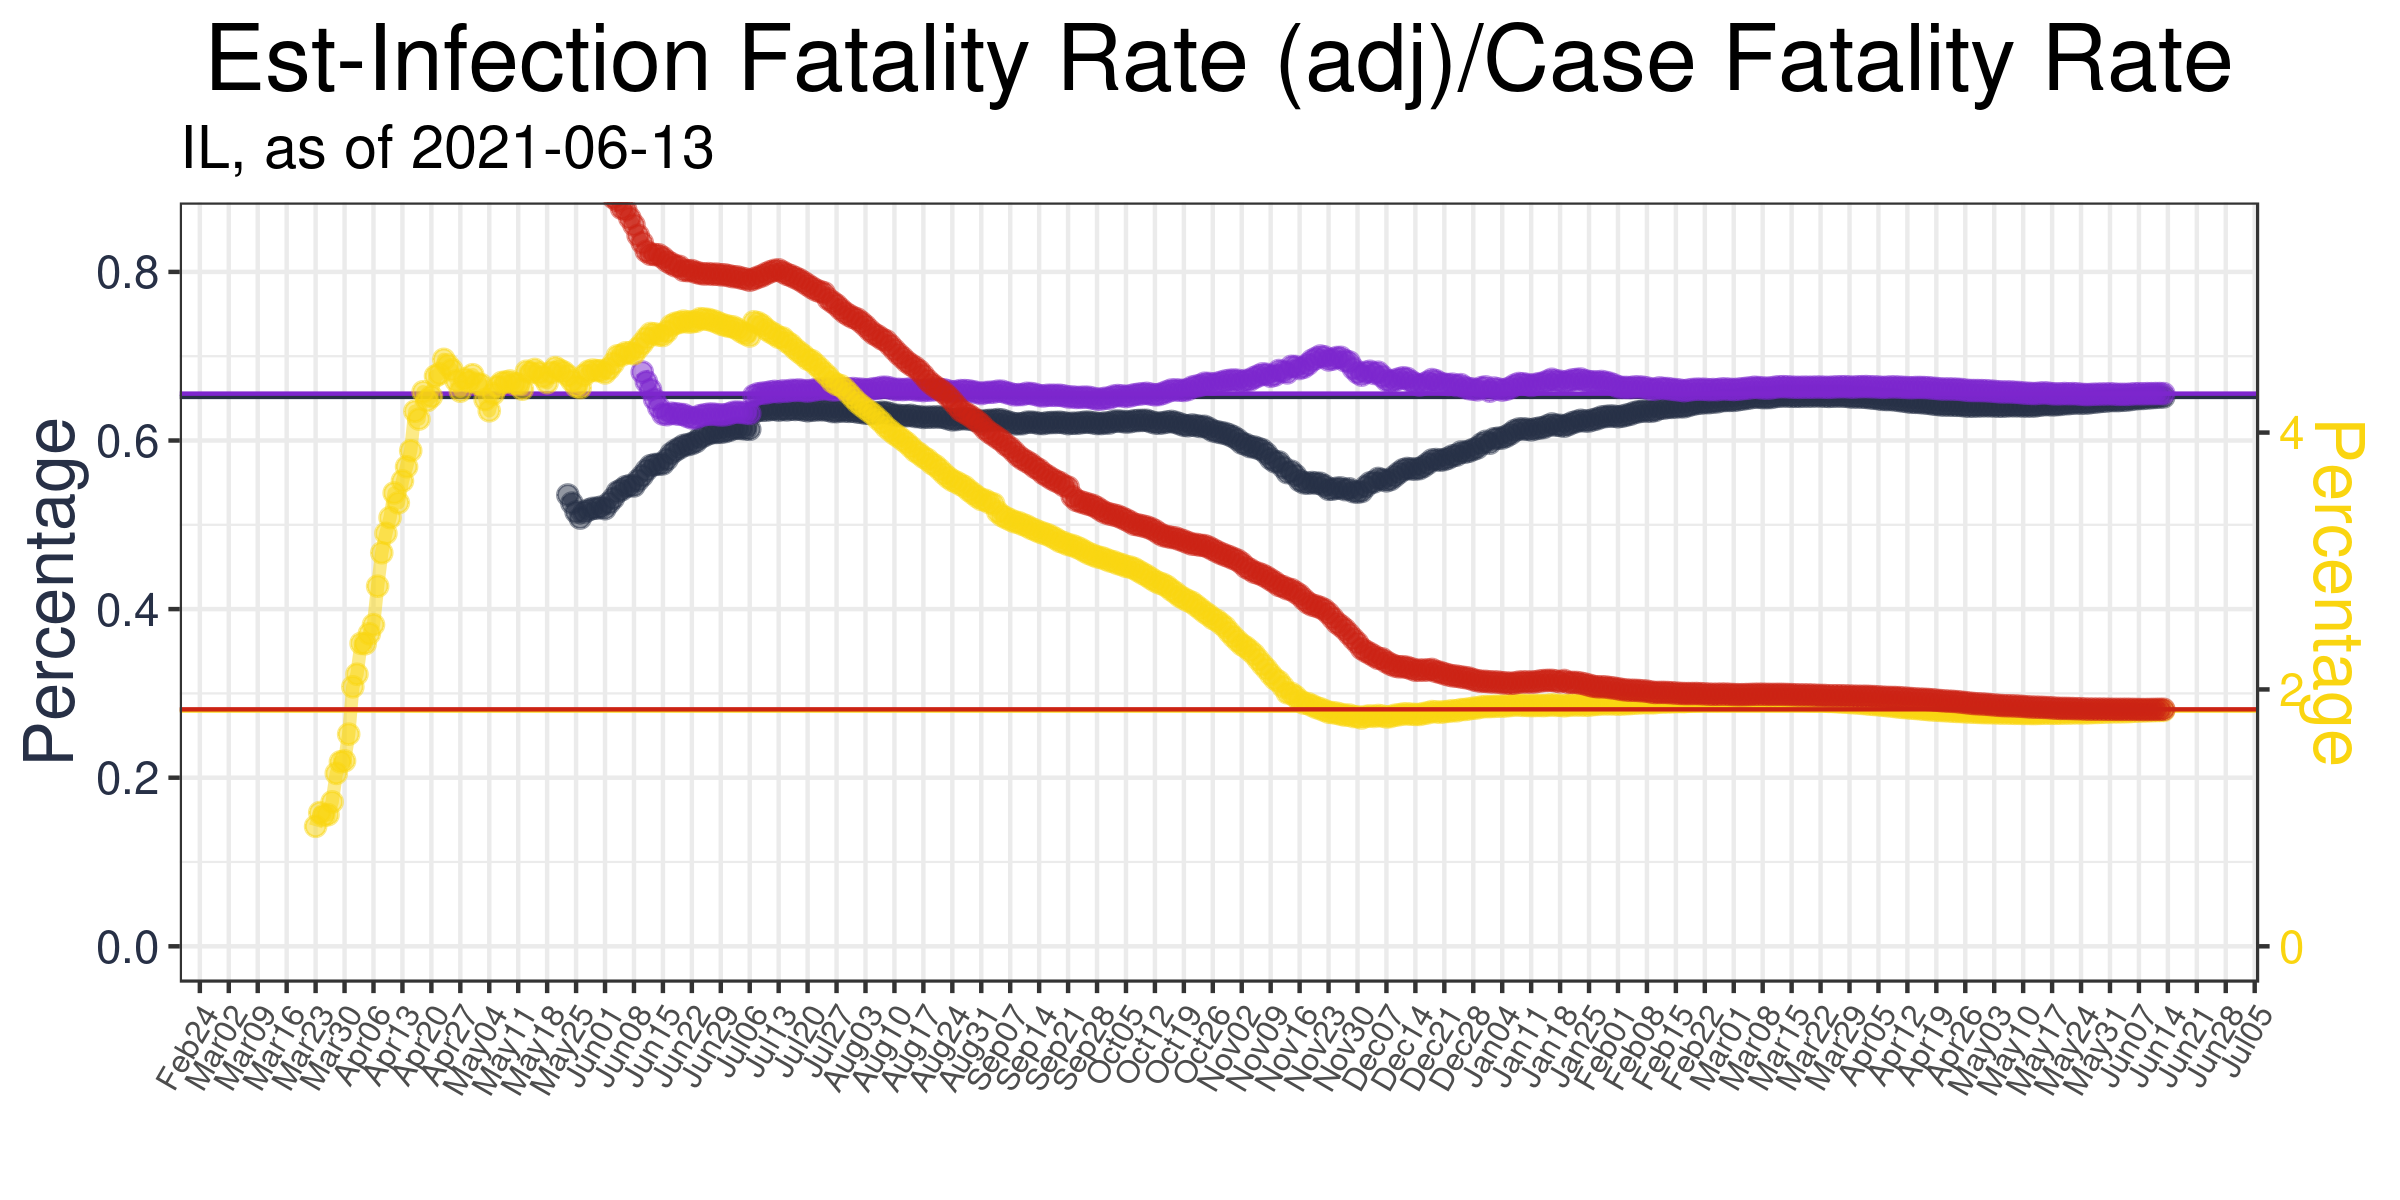 Est-Infection Fatality Rate (adj)/Case Fatality Rate
IL, as of 2021-06-13
Percentage
0.8
0.6
0.4
0.2
0.0
4
2
0
Percentage
Feb24
Mar02
Mar09
Mar16
Mar23
Mar30
Apr06
Apr13
Apr20
Apr27
May04
May11
May18
May25
Jun01
Jun08
Jun15
Jun22
Jun29
Jul06
Jul13
Jul20
Jul27
Aug03
Aug10
Aug17
Aug24
Aug31
Sep07
Sep14
Sep21
Sep28
Oct05
Oct12
Oct19
Oct26
Nov02
Nov09
Nov16
Nov23
Nov30
Dec07
Dec14
Dec21
Dec28
Jan04
Jan11
Jan18
Jan25
Feb01
Feb08
Feb15
Feb22
Mar01
Mar08
Mar15
Mar22
Mar29
Apr05
Apr12
Apr19
Apr26
May03
May10
May17
May24
May31
Jun07
Jun14
Jun21
Jun28
Jul05